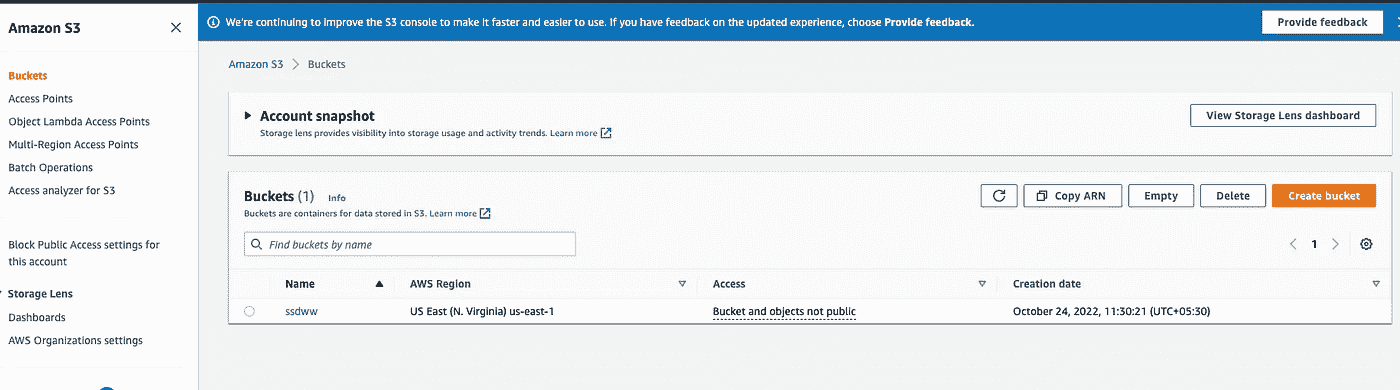 Amazon S3
We're continuing to improve the S3 console to make it faster and easier to use. If you have feedback on the updated experience, choose Provide feedback.
Provide feedback
Buckets
Access Points
Object Lambda Access Points
Multi-Region Access Points
Batch Operations
Access analyzer for S3
Block Public Access settings for
this account
Storage Lens
Dashboards
AWS Organizations settings
Amazon S3 > Buckets
Account snapshot
View Storage Lens dashboard
Storage lens provides visibility into storage usage and activity trends. Learn more
Buckets (1) Info
Copy ARN
Empty
Delete
Create bucket
Buckets are containers for data stored in S3. Learn more
Find buckets by name
1
Name AWS Region Access Creation date
ssdww US East (N. Virginia) us-east-1 Bucket and objects not public October 24, 2022, 11:30:21 (UTC+05:30)